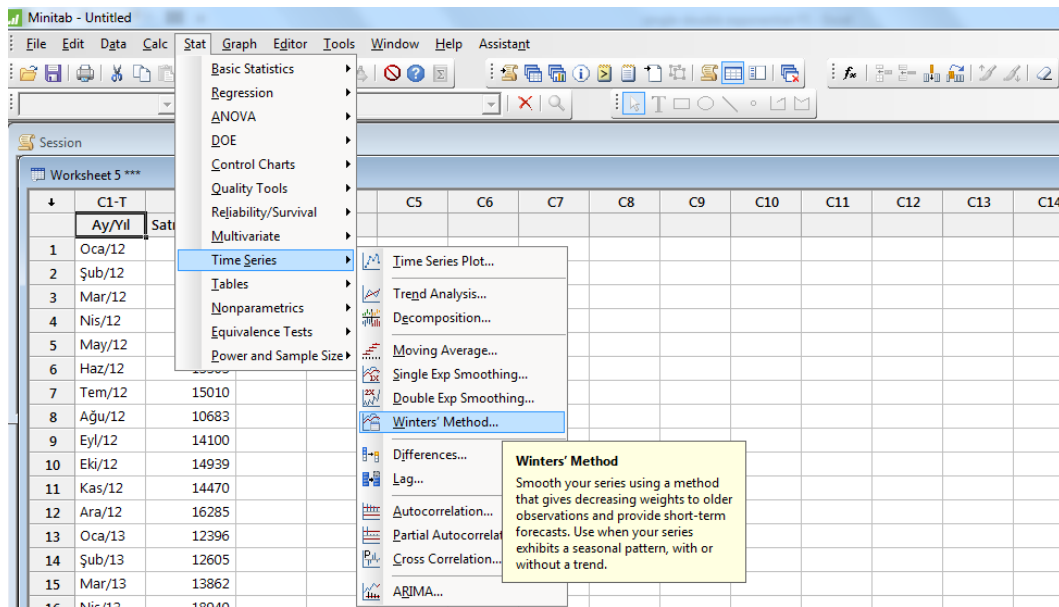 Minitab - Untitled
File Edit Data Calc Stat Graph Editor Tools Window Help Assistant
Basic Statistics
Regression
ANOVA
DOE
Control Charts
Quality Tools
Reliability/Survival
Multivariate
Time Series
Tables
Nonparametrics
Equivalence Tests
Power and Sample Size
Time Series Plot...
Trend Analysis...
Decomposition...
Moving Average...
Single Exp Smoothing...
Double Exp Smoothing...
Winters' Method...
Differences...
Lag...
Autocorrelation...
Partial Autocorrelat
Cross Correlation...
ARIMA...
Winters' Method
Smooth your series using a method
that gives decreasing weights to older
observations and provide short-term
forecasts. Use when your series
exhibits a seasonal pattern, with or
without a trend.
Session
Worksheet 5 ***
C1-T C5 C6 C7 C8 C9 C10 C11 C12 C13 C14
Ay/Yıl Satı
1 Oca/12
2 Şub/12
3 Mar/12
4 Nis/12
5 May/12
6 Haz/12
7 Tem/12 15010
8 Ağu/12 10683
9 Eyl/12 14100
10 Eki/12 14939
11 Kas/12 14470
12 Ara/12 16285
13 Oca/13 12396
14 Şub/13 12605
15 Mar/13 13862